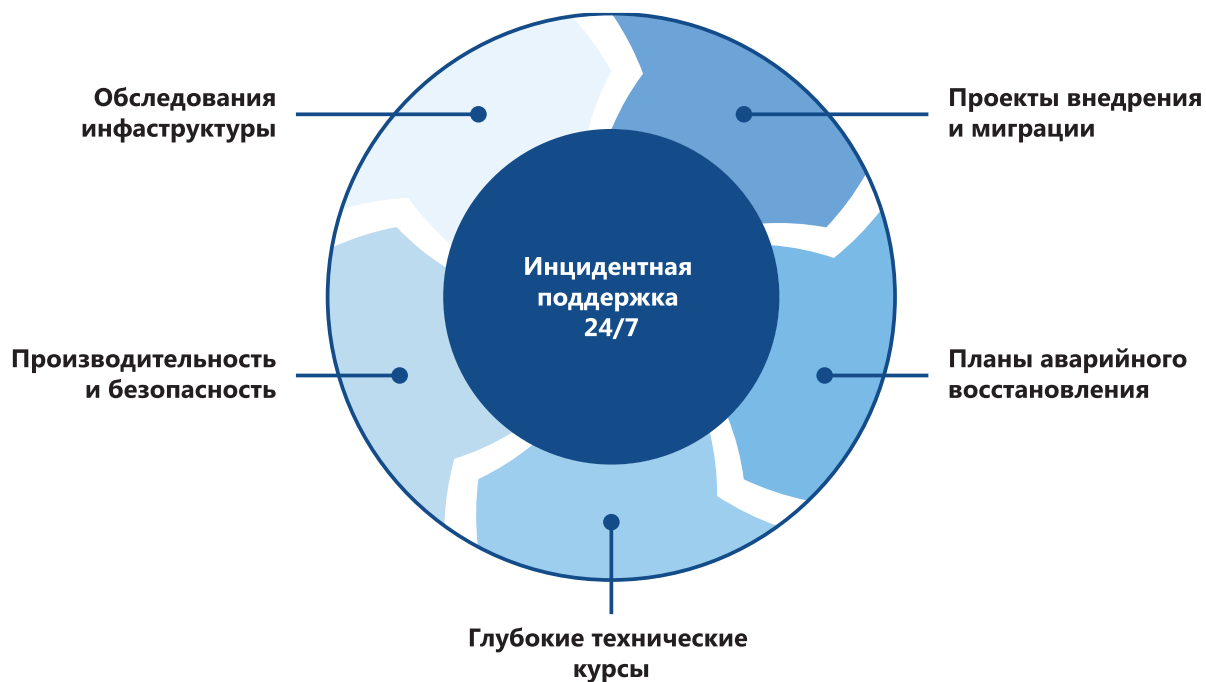 Обследования
инфаструктуры
Проекты внедрения
и миграции
Инцидентная
поддержка
24/7
Производительность
и безопасность
Планы аварийного
восстановления
Глубокие технические
курсы